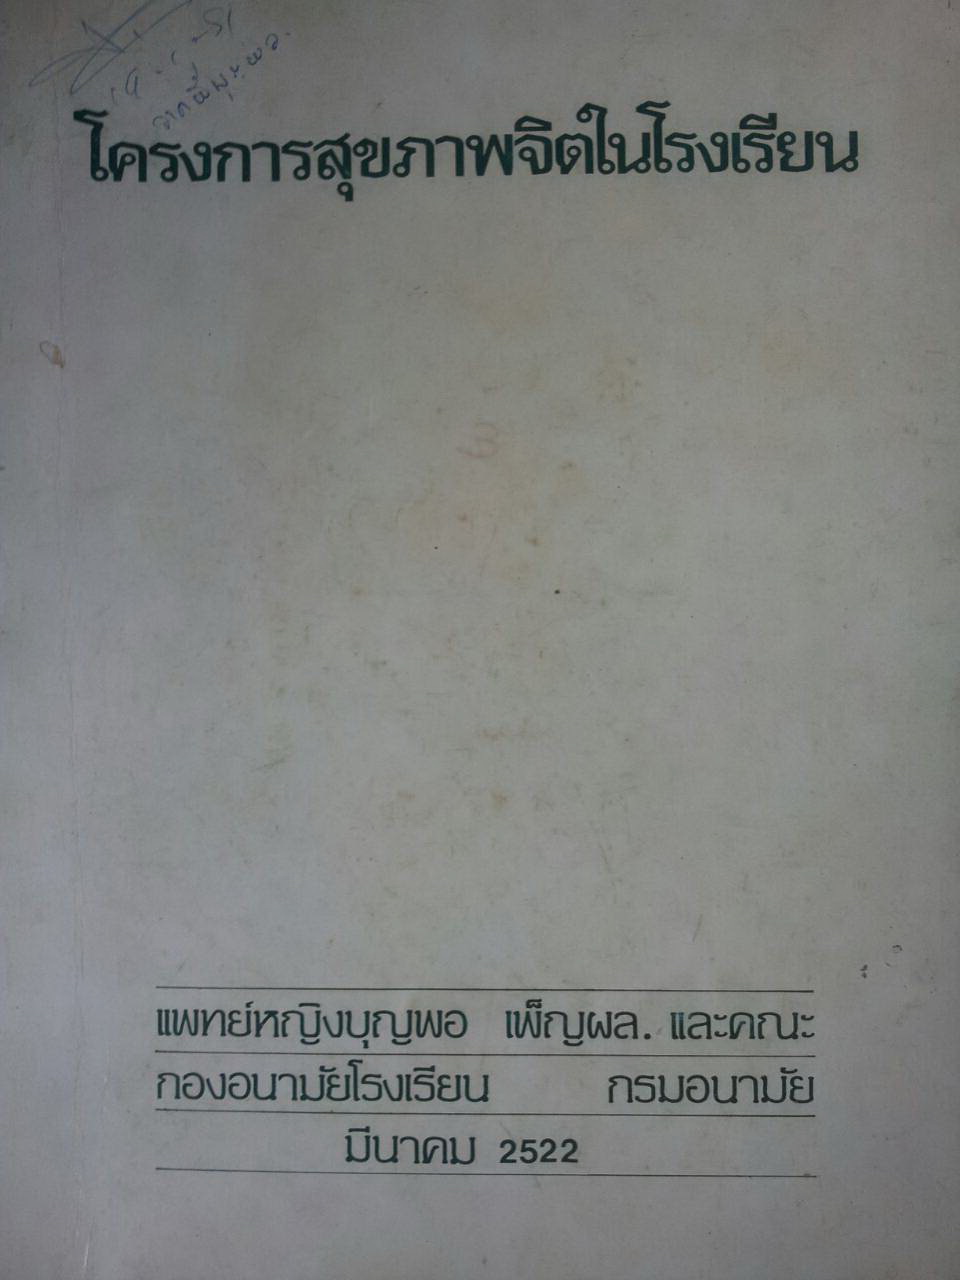 โครงการสุขภาพจิตในโรงเรียน
แพทย์หญิงบุญพอ เพ็ญผล. และคณะ
กองอนามัยโรงเรียน กรมอนามัย
มีนาคม 2522